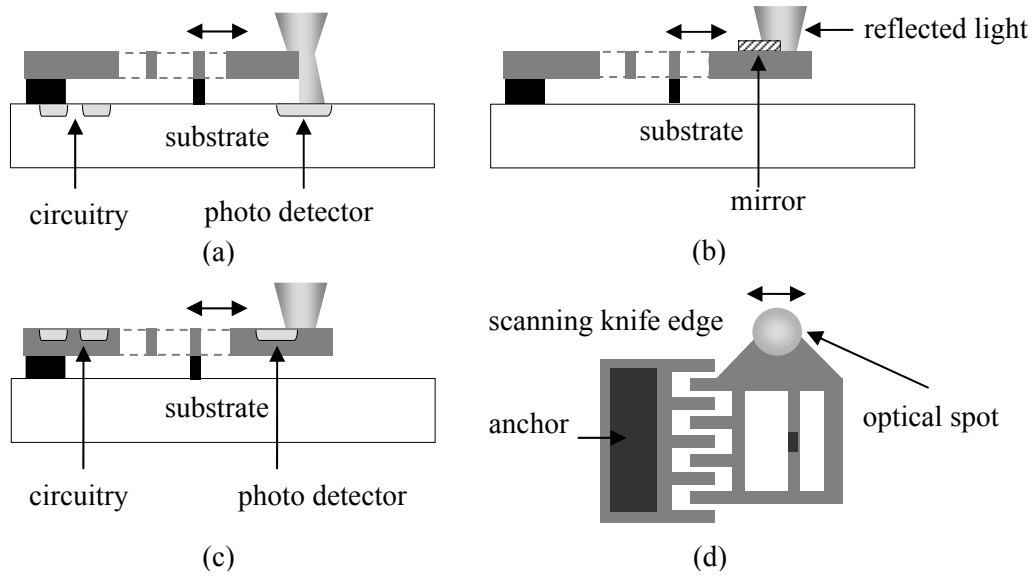 substrate
circuitry
photo detector
(a)
reflected light
substrate
mirror
(b)
substrate
circuitry
photo detector
(c)
scanning knife edge
anchor
optical spot
(d)